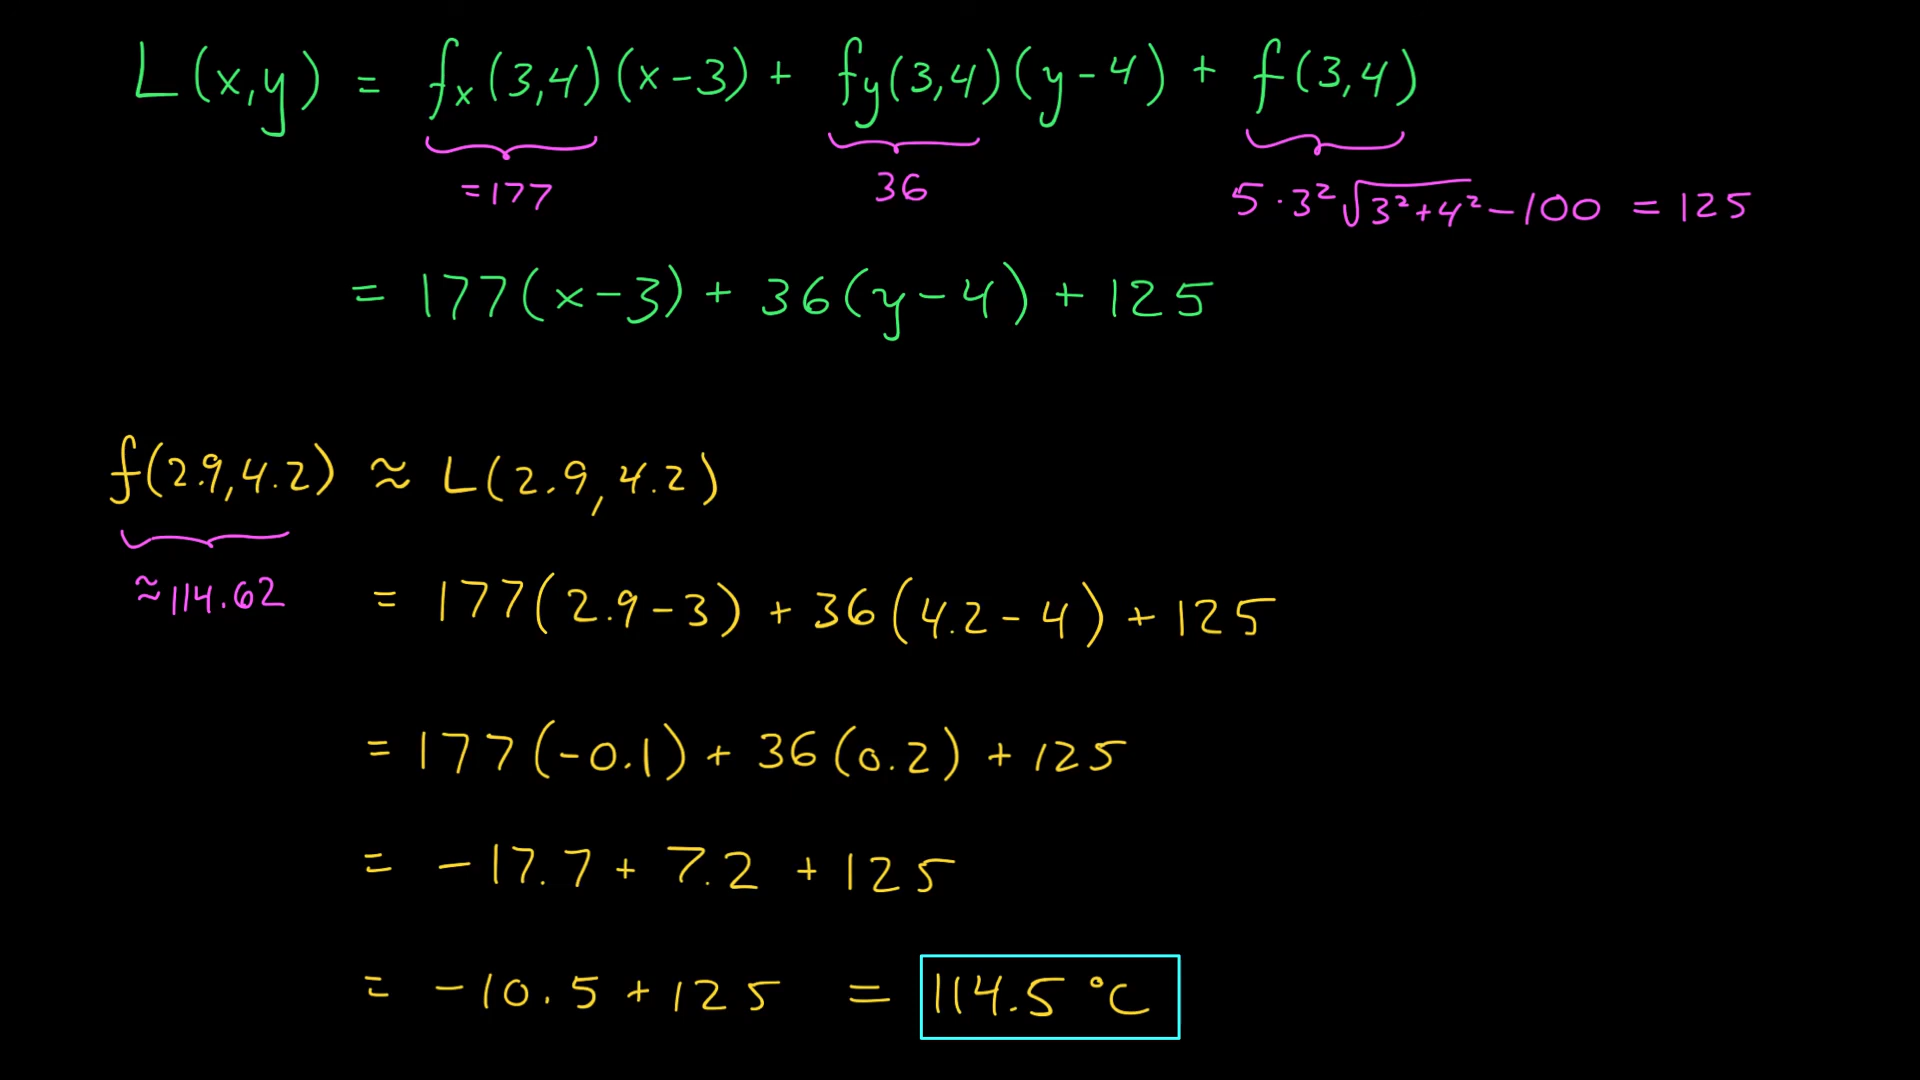 L(x,y) = fₓ(3,4)(x-3) + f_y(3,4)(y-4) + f(3,4)
=177 36 5·3²√(3²+4²)-100 = 125
= 177(x-3) + 36(y-4) + 125
f(2.9,4.2) ≈ L(2.9,4.2)
≈114.62 = 177(2.9-3) + 36(4.2-4) + 125
= 177(-0.1) + 36(0.2) + 125
= -17.7 + 7.2 + 125
= -10.5 + 125 = 114.5 °C